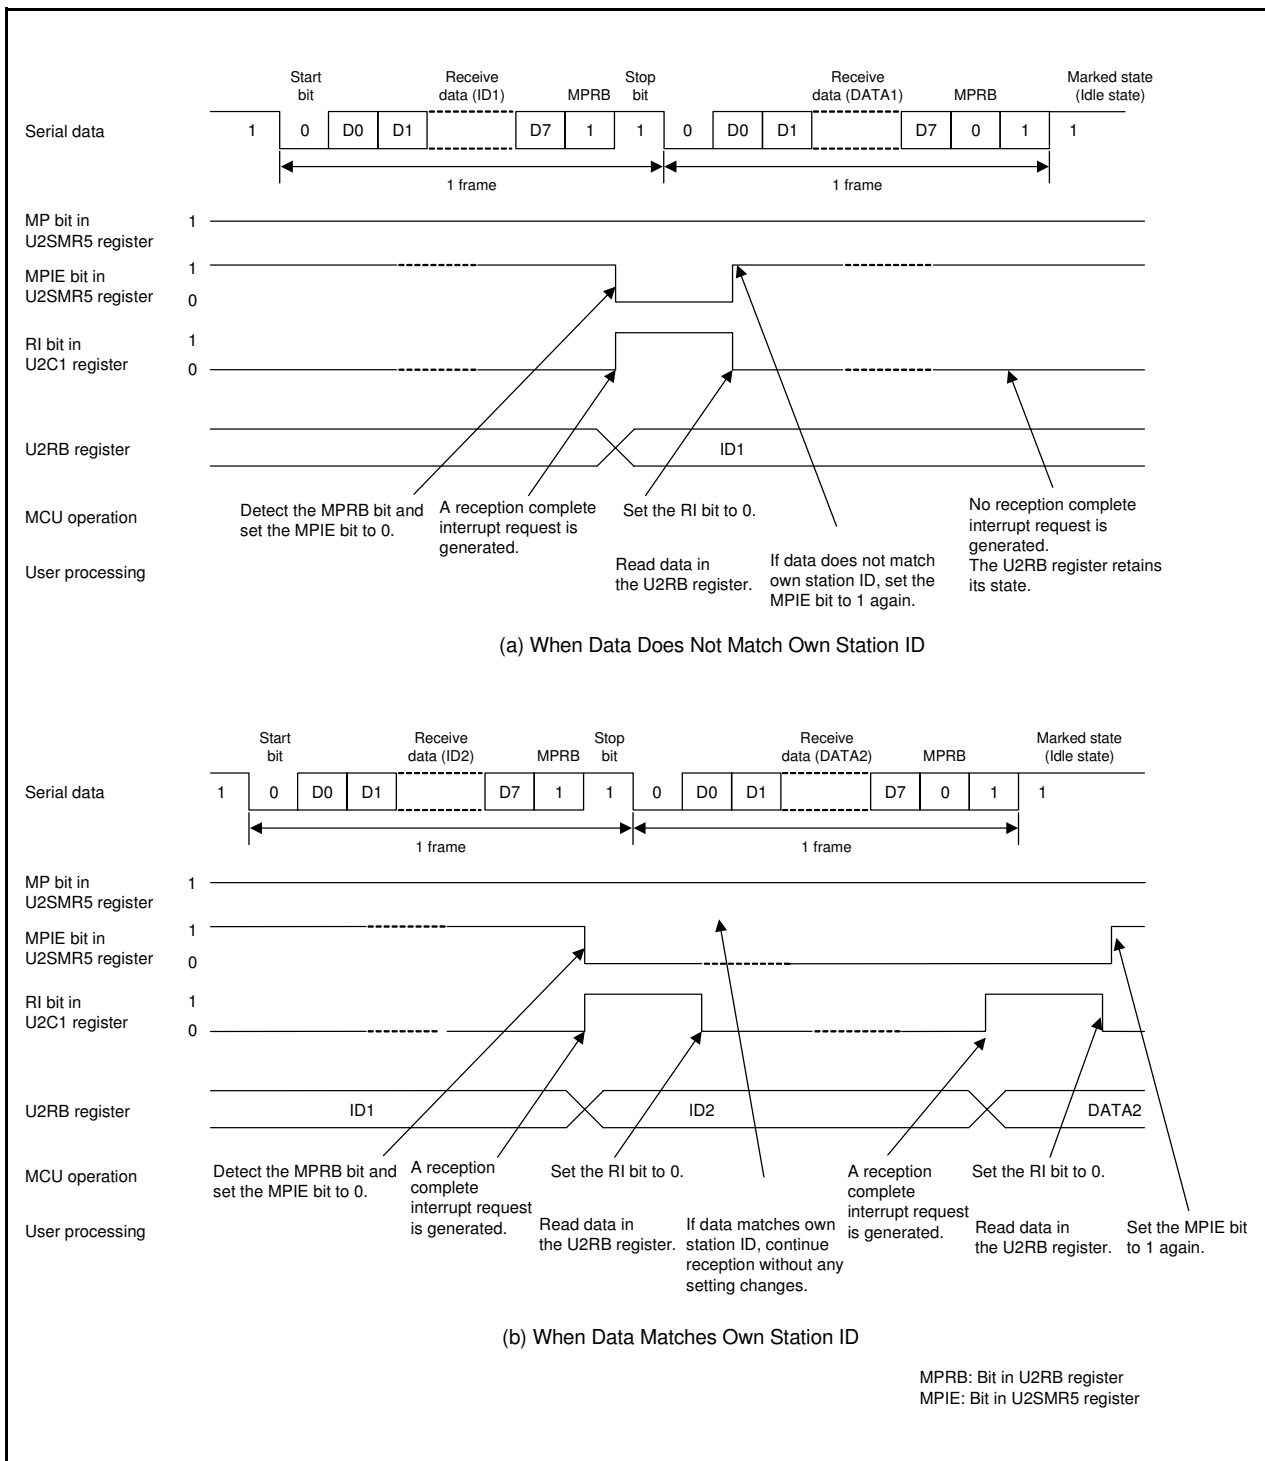 Start
bit
Receive
data (ID1)
MPRB
Stop
bit
Receive
data (DATA1)
MPRB
Marked state
(Idle state)
Serial data
1 0 D0 D1 D7 1 1 0 D0 D1 D7 0 1 1
1 frame 1 frame
MP bit in
U2SMR5 register
1
MPIE bit in
U2SMR5 register
1
0
RI bit in
U2C1 register
1
0
U2RB register
ID1
MCU operation
Detect the MPRB bit and
set the MPIE bit to 0.
A reception complete
interrupt request is
generated.
Set the RI bit to 0.
No reception complete
interrupt request is
generated.
The U2RB register retains
its state.
User processing
Read data in
the U2RB register.
If data does not match
own station ID, set the
MPIE bit to 1 again.
(a) When Data Does Not Match Own Station ID
Start
bit
Receive
data (ID2)
MPRB
Stop
bit
Receive
data (DATA2)
MPRB
Marked state
(Idle state)
Serial data
1 0 D0 D1 D7 1 1 0 D0 D1 D7 0 1 1
1 frame 1 frame
MP bit in
U2SMR5 register
1
MPIE bit in
U2SMR5 register
1
0
RI bit in
U2C1 register
1
0
U2RB register
ID1 ID2 DATA2
MCU operation
Detect the MPRB bit and
set the MPIE bit to 0.
A reception
complete
interrupt request
is generated.
Set the RI bit to 0.
A reception
complete
interrupt request
is generated.
Set the RI bit to 0.
User processing
Read data in
the U2RB register.
If data matches own
station ID, continue
reception without any
setting changes.
Read data in
the U2RB register.
Set the MPIE bit
to 1 again.
(b) When Data Matches Own Station ID
MPRB: Bit in U2RB register
MPIE: Bit in U2SMR5 register